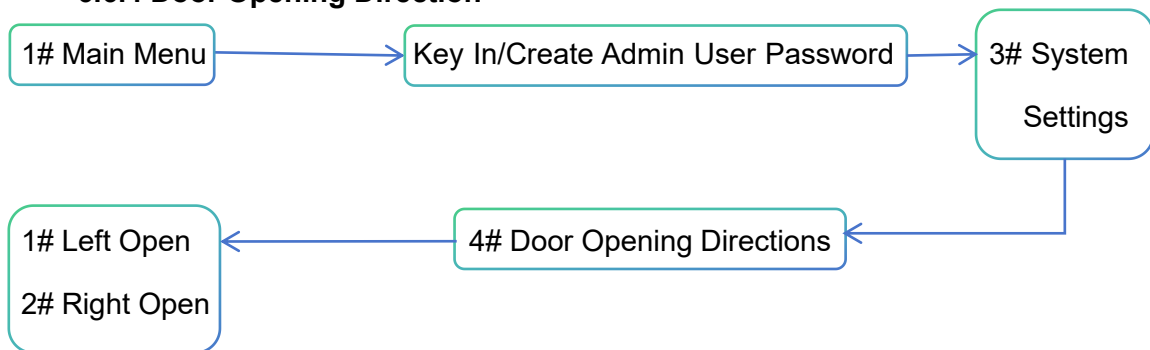 Door Opening Direction
1# Main Menu
Key In/Create Admin User Password
3# System
Settings
4# Door Opening Directions
1# Left Open
2# Right Open